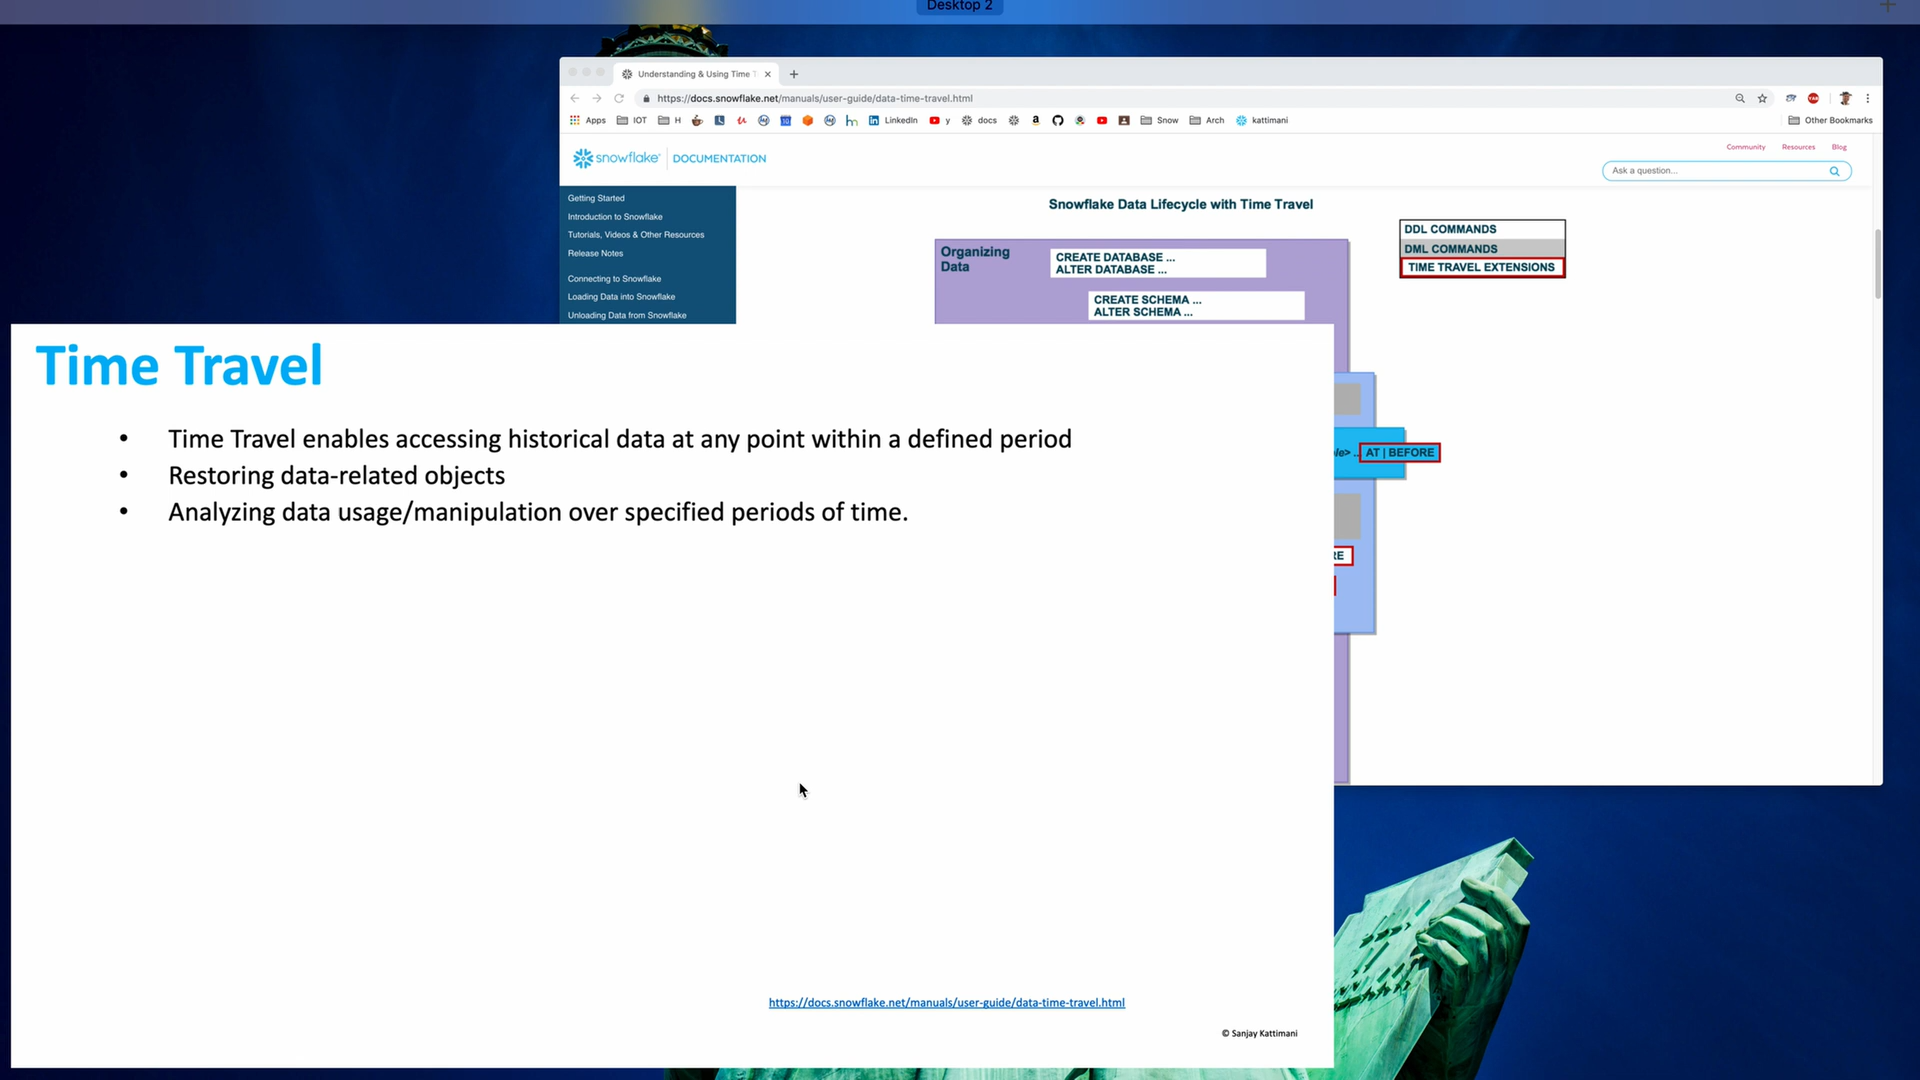 Desktop 2
Understanding & Using Time T
https://docs.snowflake.net/manuals/user-guide/data-time-travel.html
Apps IOT H LinkedIn y docs a Snow Arch kattimani Other Bookmarks
snowflake DOCUMENTATION
Community Resources Blog
Ask a question...
Getting Started
Introduction to Snowflake
Tutorials, Videos & Other Resources
Release Notes
Connecting to Snowflake
Loading Data into Snowflake
Unloading Data from Snowflake
Snowflake Data Lifecycle with Time Travel
Organizing
Data
CREATE DATABASE ...
ALTER DATABASE ...
CREATE SCHEMA ...
ALTER SCHEMA ...
DDL COMMANDS
DML COMMANDS
TIME TRAVEL EXTENSIONS
AT | BEFORE
RE
Time Travel
• Time Travel enables accessing historical data at any point within a defined period
• Restoring data-related objects
• Analyzing data usage/manipulation over specified periods of time.
https://docs.snowflake.net/manuals/user-guide/data-time-travel.html
© Sanjay Kattimani